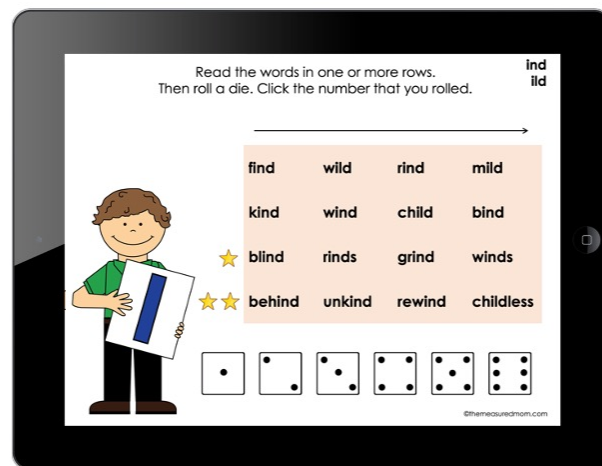 Read the words in one or more rows.
Then roll a die. Click the number that you rolled.
ind
ild
find wild rind mild
kind wind child bind
blind rinds grind winds
behind unkind rewind childless
©themeasuredmom.com